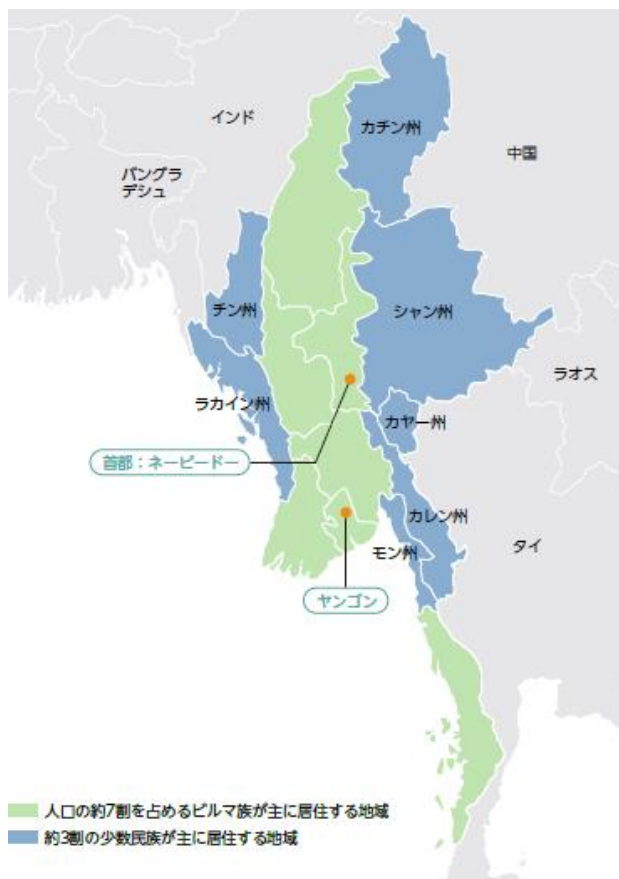 インド
カチン州
中国
バングラ
デシュ
チン州
シャン州
ラオス
ラカイン州
カヤー州
首都：ネーピードー
カレン州
モン州
タイ
ヤンゴン
人口の約7割を占めるビルマ族が主に居住する地域
約3割の少数民族が主に居住する地域